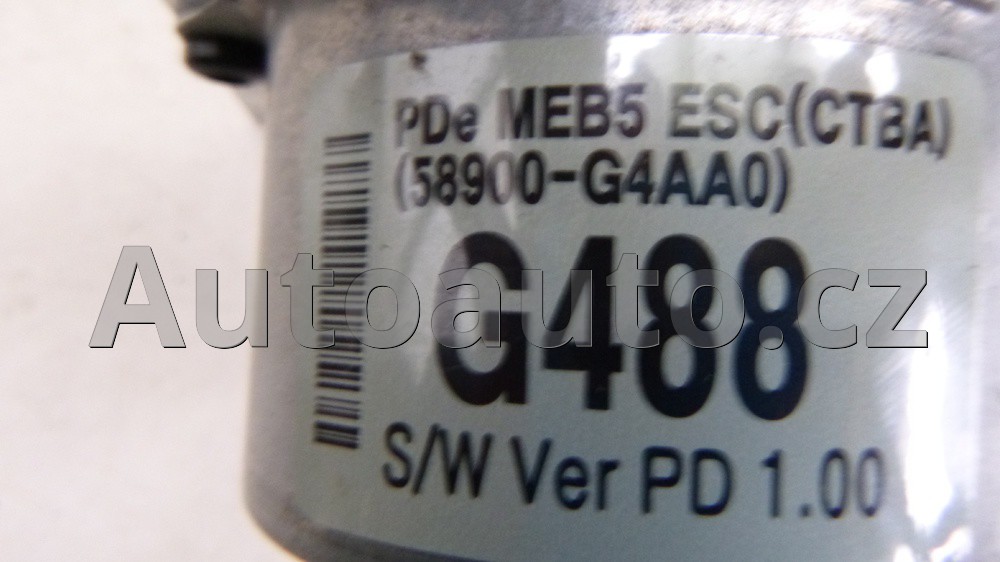 PDe MEB5 ESC(CTBA)
(58900-G4AA0)
G488
S/W Ver PD 1.00
Autoauto.cz